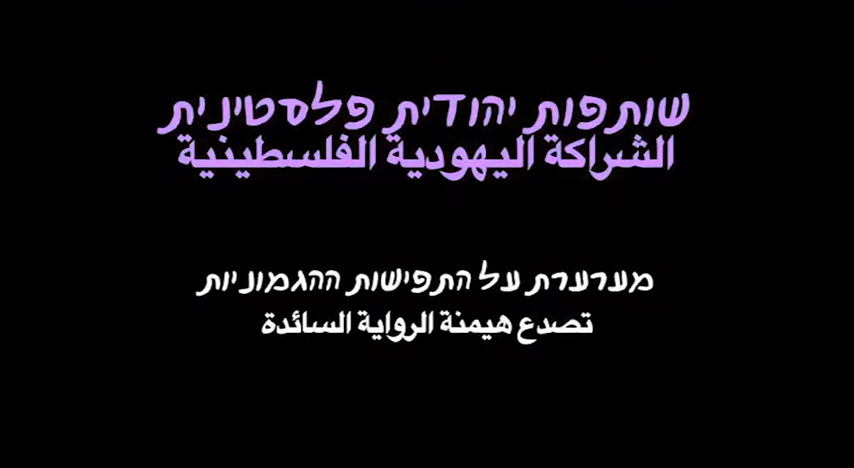 שותפות יהודית פלסטינית
الشراكة اليهودية الفلسطينية
מערערת על התפישות ההגמוניות
تصدع هيمنة الرواية السائدة